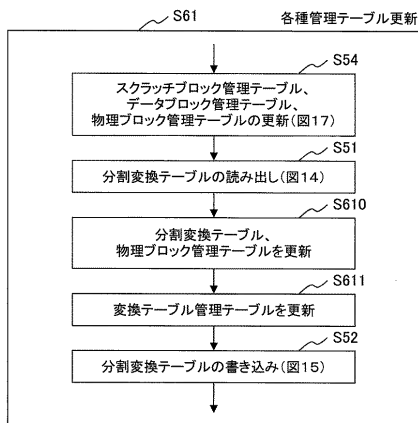 S61
各種管理テーブル更新
S54
スクラッチブロック管理テーブル、
データブロック管理テーブル、
物理ブロック管理テーブルの更新(図17)
S51
分割変換テーブルの読み出し(図14)
S610
分割変換テーブル、
物理ブロック管理テーブルを更新
S611
変換テーブル管理テーブルを更新
S52
分割変換テーブルの書き込み(図15)